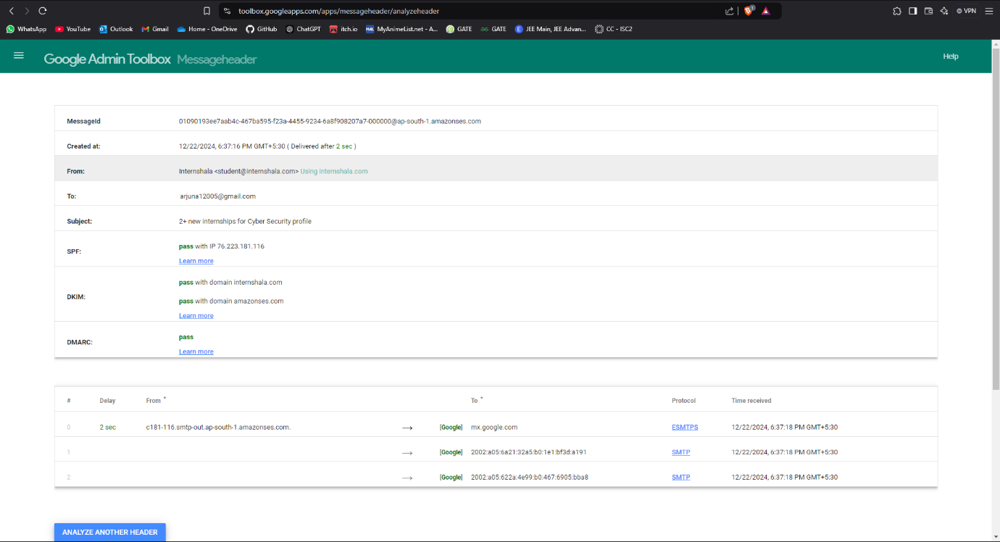 toolbox.googleapps.com/apps/messageheader/analyzeheader
1
VPN
WhatsApp YouTube Outlook Gmail Home - OneDrive GitHub ChatGPT itch.io MAL MyAnimeList.net - A... GATE GATE E JEE Main, JEE Advan... CC - ISC2
Google Admin Toolbox Messageheader
Help
MessageId 01090193ee7aab4c-467ba595-f23a-4455-9234-6a8f908207a7-000000@ap-south-1.amazonses.com
Created at: 12/22/2024, 6:37:16 PM GMT+5:30 ( Delivered after 2 sec )
From: Internshala <student@internshala.com> Using internshala.com
To: arjuna12005@gmail.com
Subject: 2+ new internships for Cyber Security profile
SPF: pass with IP 76.223.181.116
Learn more
DKIM: pass with domain internshala.com
pass with domain amazonses.com
Learn more
DMARC: pass
Learn more
# Delay From * To * Protocol Time received
0 2 sec c181-116.smtp-out.ap-south-1.amazonses.com. → [Google] mx.google.com ESMTPS 12/22/2024, 6:37:18 PM GMT+5:30
1 → [Google] 2002:a05:6a21:32a5:b0:1e1:bf3d:a191 SMTP 12/22/2024, 6:37:18 PM GMT+5:30
2 → [Google] 2002:a05:622a:4e99:b0:467:6905:bba8 SMTP 12/22/2024, 6:37:18 PM GMT+5:30
ANALYZE ANOTHER HEADER